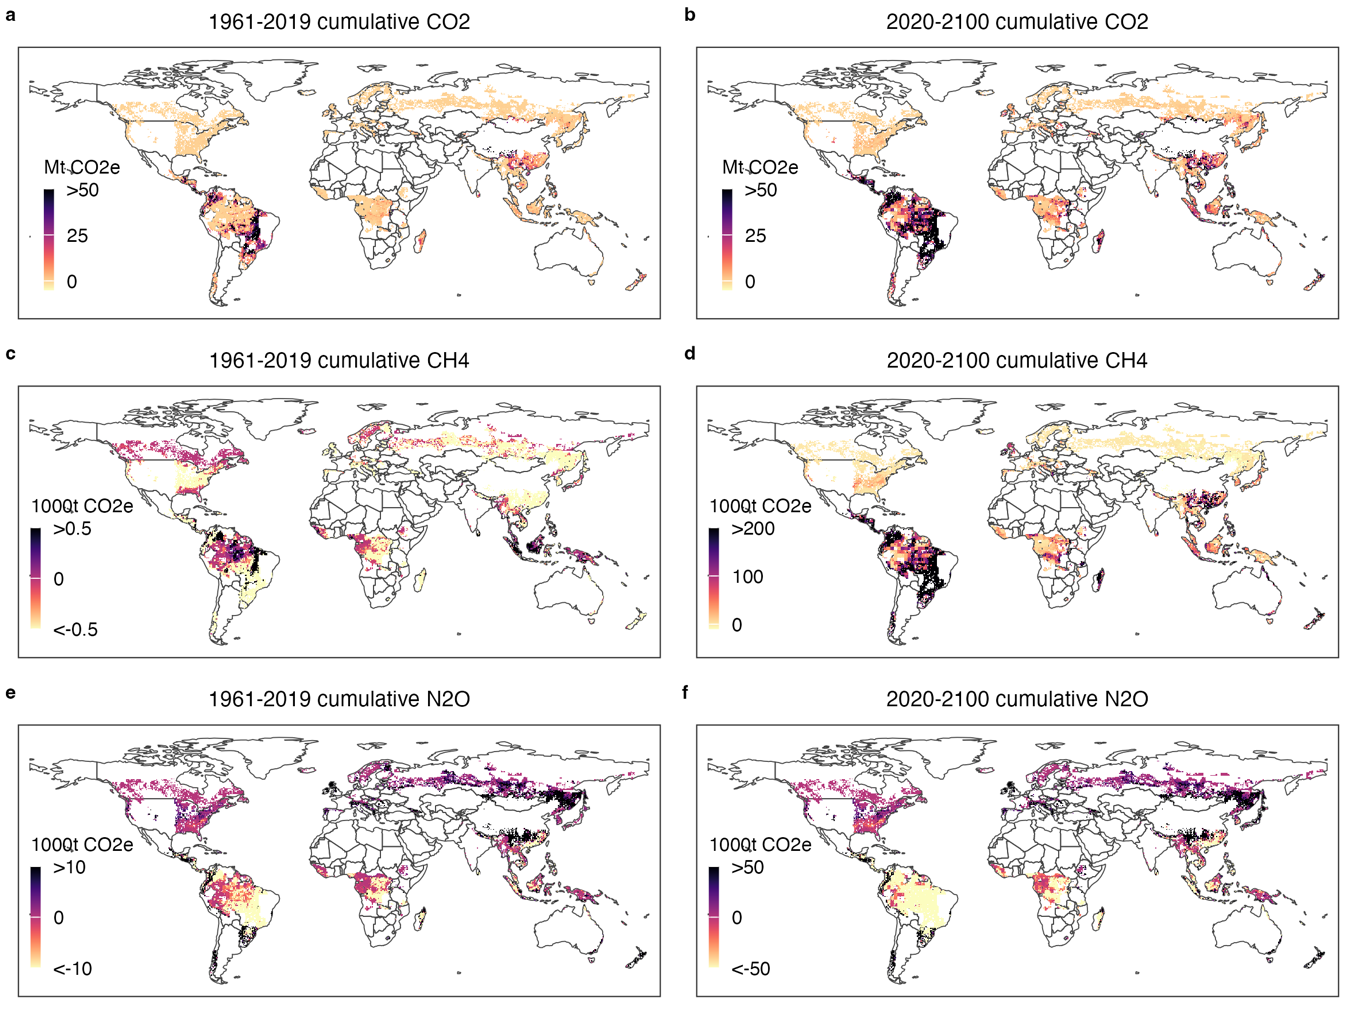 a
1961-2019 cumulative CO2
Mt CO2e
>50
25
0
b
2020-2100 cumulative CO2
Mt CO2e
>50
25
0
c
1961-2019 cumulative CH4
1000t CO2e
>0.5
0
<-0.5
d
2020-2100 cumulative CH4
1000t CO2e
>200
100
0
e
1961-2019 cumulative N2O
1000t CO2e
>10
0
<-10
f
2020-2100 cumulative N2O
1000t CO2e
>50
0
<-50